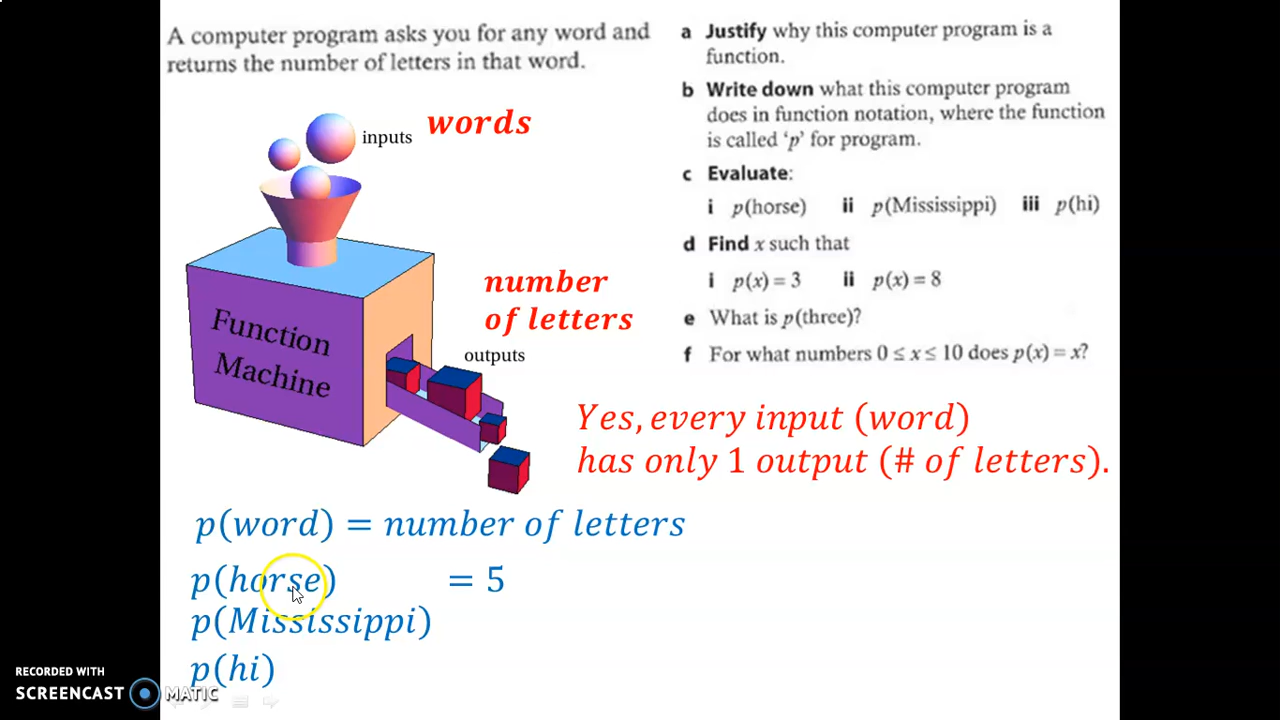 A computer program asks you for any word and
returns the number of letters in that word.
inputs
words
Function
Machine
number
of letters
outputs
a Justify why this computer program is a
function.
b Write down what this computer program
does in function notation, where the function
is called ‘p’ for program.
c Evaluate:
i p(horse) ii p(Mississippi) iii p(hi)
d Find x such that
i p(x) = 3 ii p(x) = 8
e What is p(three)?
f For what numbers 0 ≤ x ≤ 10 does p(x) = x?
Yes, every input (word)
has only 1 output (# of letters).
p(word) = number of letters
p(horse) = 5
p(Mississippi)
p(hi)
RECORDED WITH
SCREENCAST MATIC